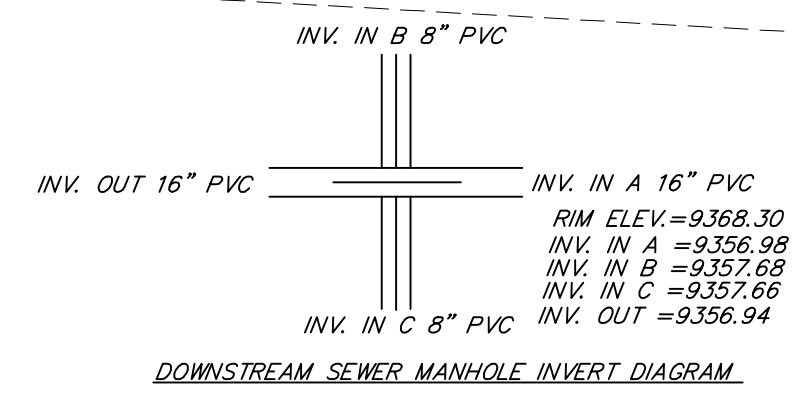 INV. IN B 8" PVC
INV. OUT 16" PVC
INV. IN A 16" PVC
RIM ELEV.=9368.30
INV. IN A =9356.98
INV. IN B =9357.68
INV. IN C =9357.66
INV. OUT =9356.94
INV. IN C 8" PVC
DOWNSTREAM SEWER MANHOLE INVERT DIAGRAM